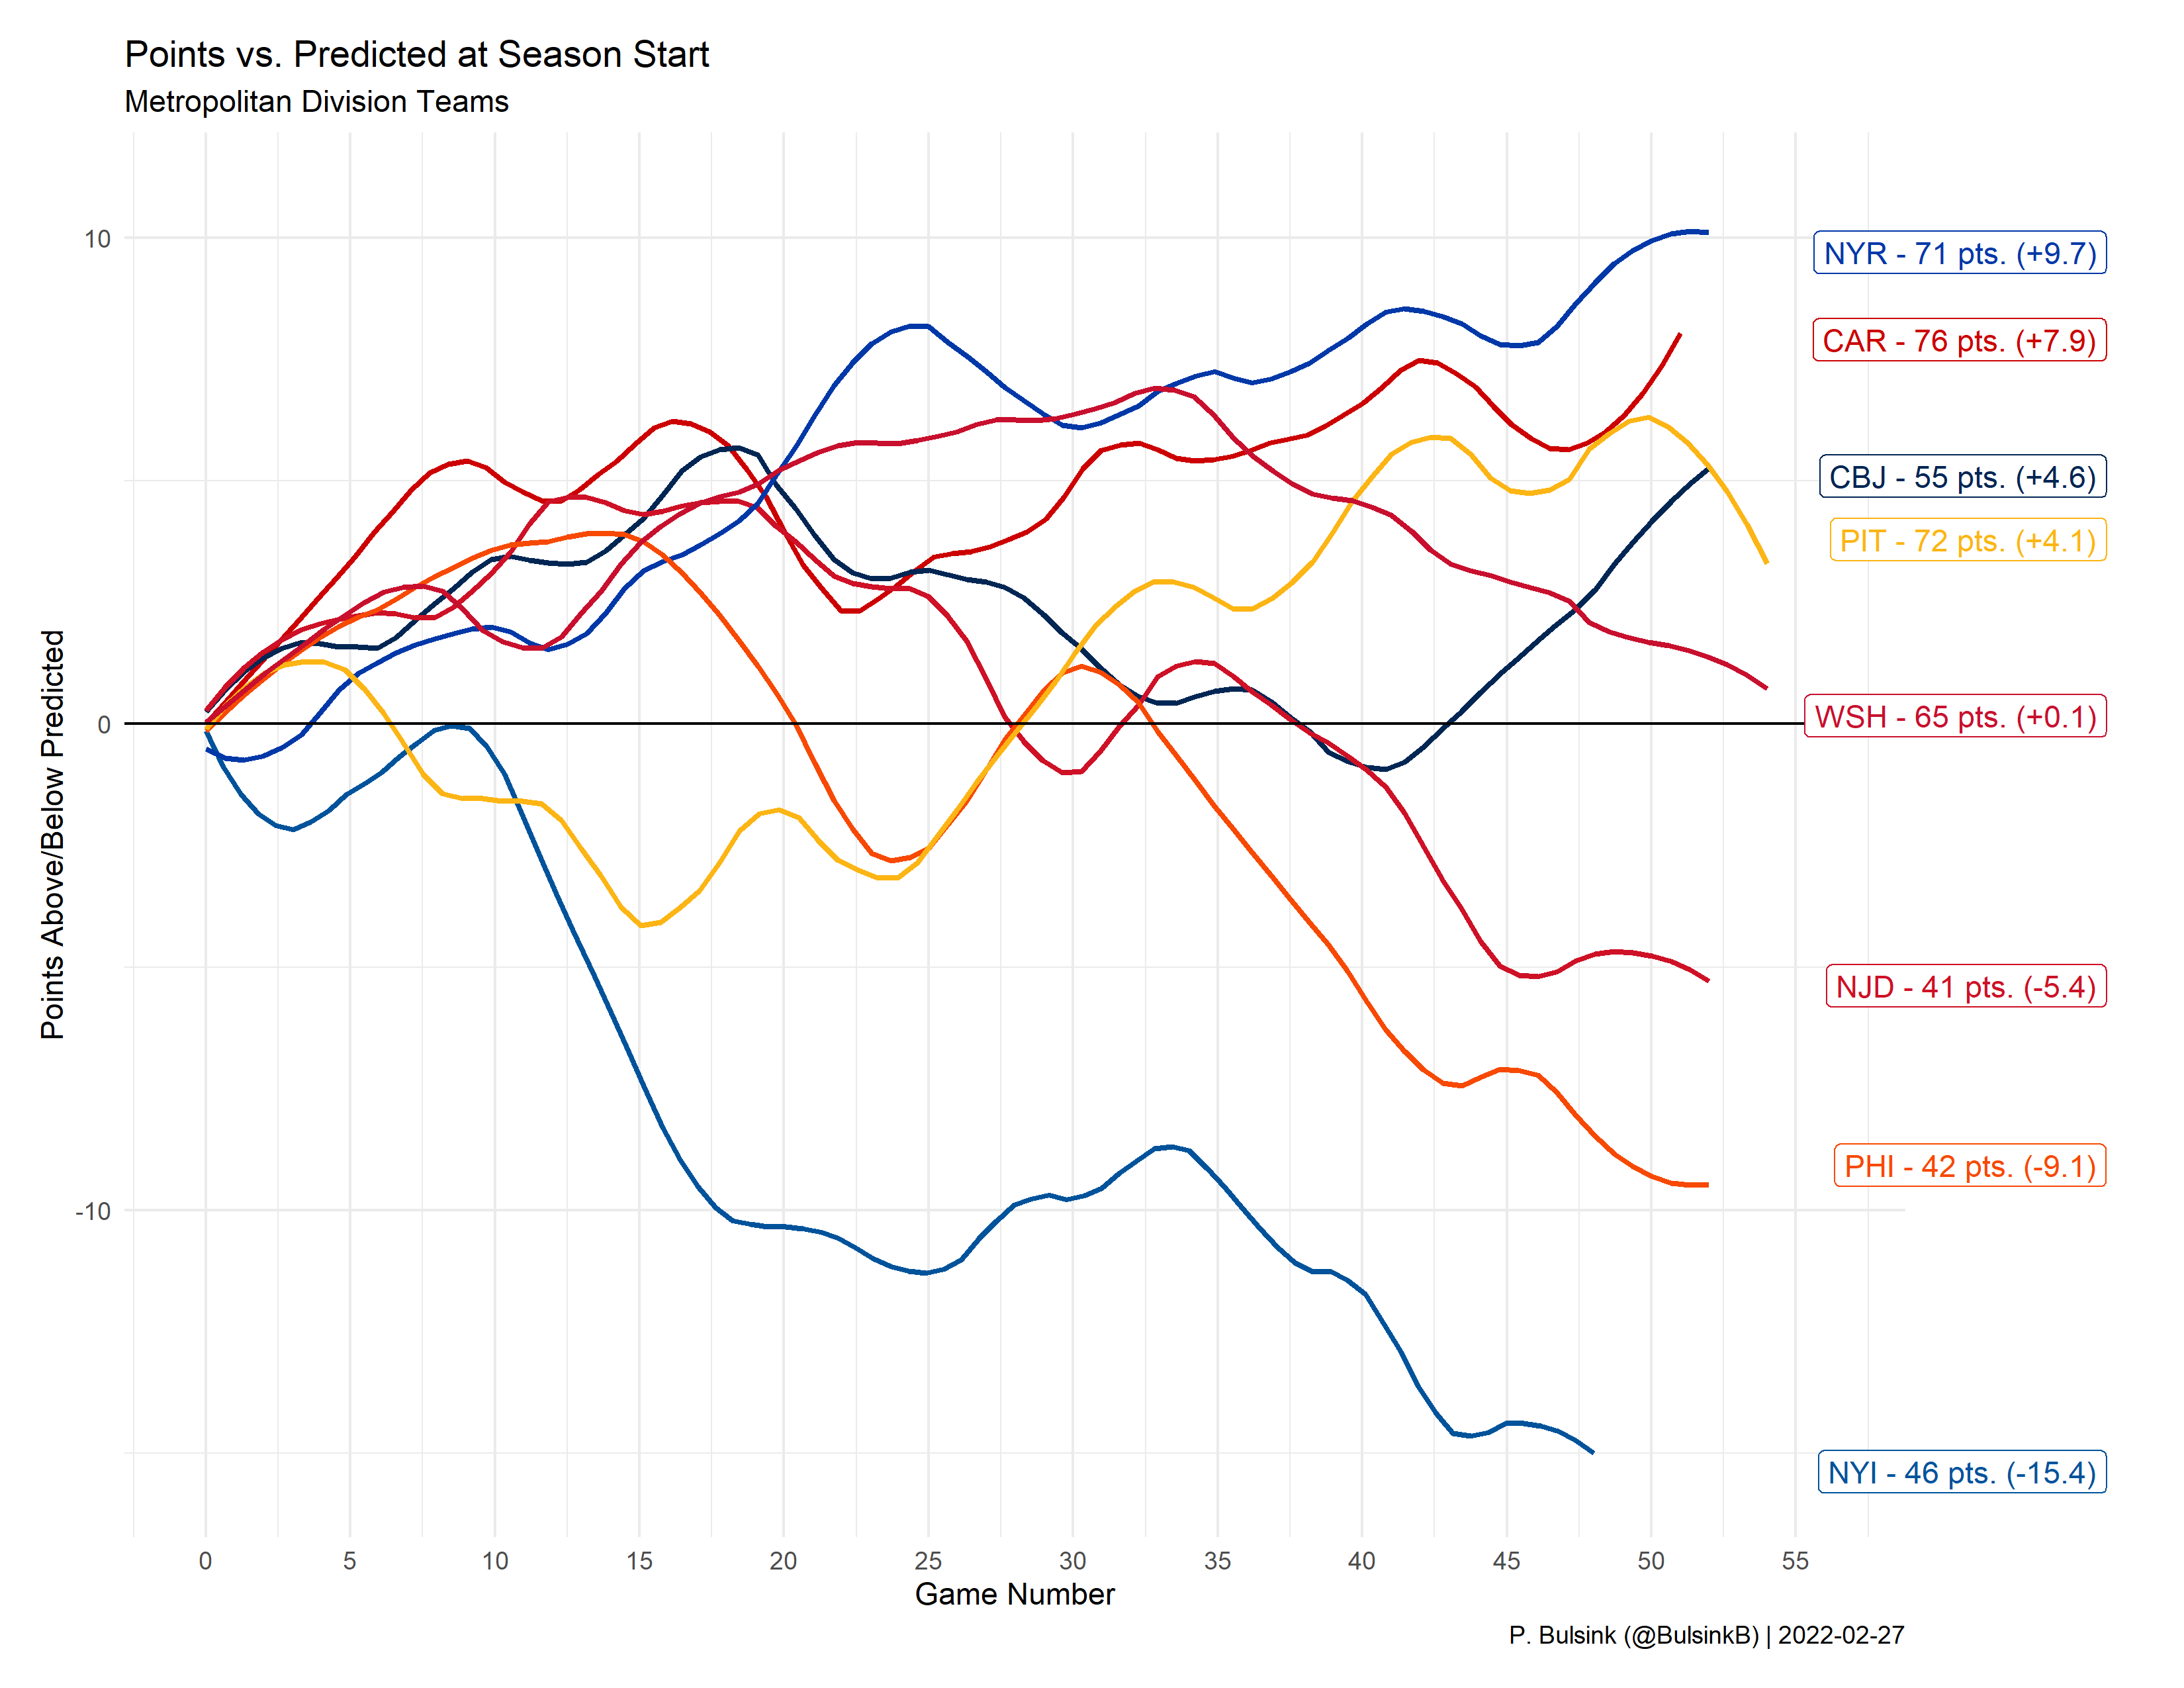 Points vs. Predicted at Season Start
Metropolitan Division Teams
Points Above/Below Predicted
10
0
-10
NYR - 71 pts. (+9.7)
CAR - 76 pts. (+7.9)
CBJ - 55 pts. (+4.6)
PIT - 72 pts. (+4.1)
WSH - 65 pts. (+0.1)
NJD - 41 pts. (-5.4)
PHI - 42 pts. (-9.1)
NYI - 46 pts. (-15.4)
0 5 10 15 20 25 30 35 40 45 50 55
Game Number
P. Bulsink (@BulsinkB) | 2022-02-27